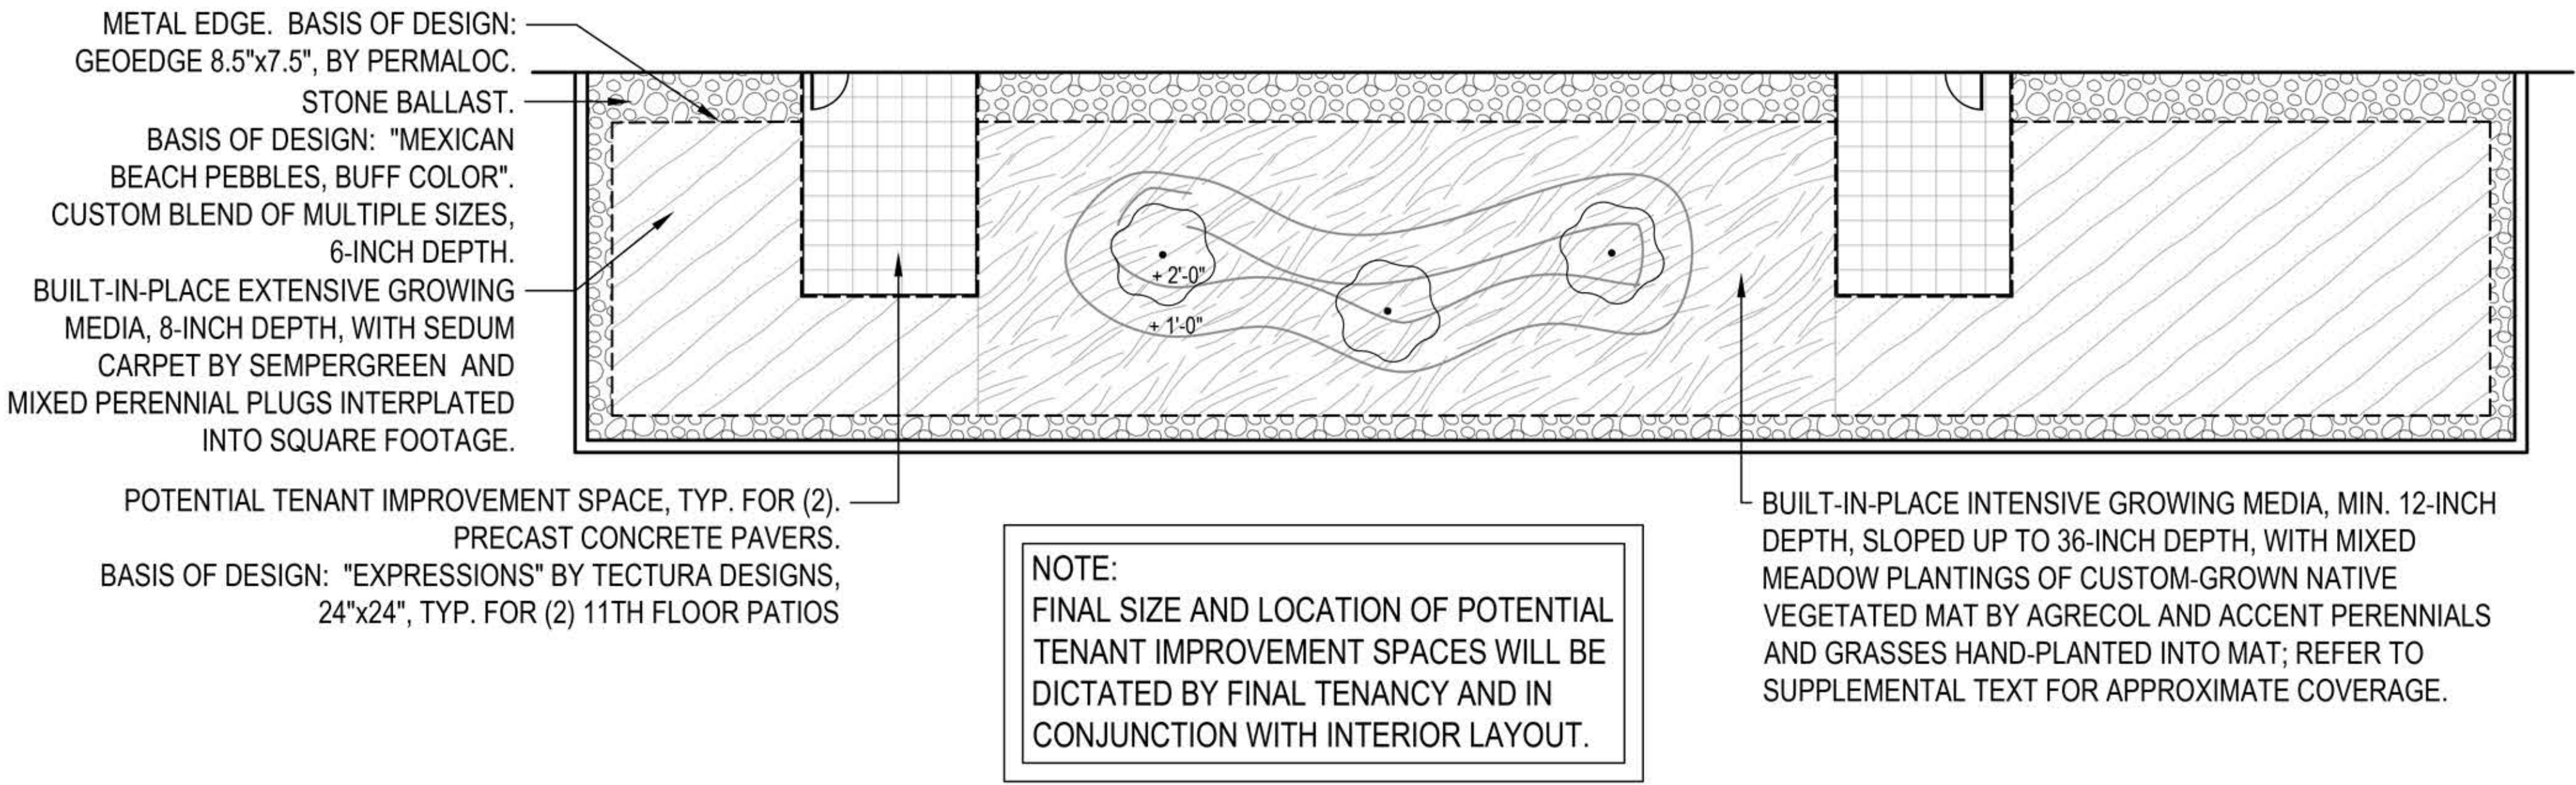 METAL EDGE. BASIS OF DESIGN:
GEOEDGE 8.5"x7.5", BY PERMALOC.
STONE BALLAST.
BASIS OF DESIGN: "MEXICAN
BEACH PEBBLES, BUFF COLOR".
CUSTOM BLEND OF MULTIPLE SIZES,
6-INCH DEPTH.
BUILT-IN-PLACE EXTENSIVE GROWING
MEDIA, 8-INCH DEPTH, WITH SEDUM
CARPET BY SEMPERGREEN AND
MIXED PERENNIAL PLUGS INTERPLATED
INTO SQUARE FOOTAGE.
+ 2'-0"
+ 1'-0"
POTENTIAL TENANT IMPROVEMENT SPACE, TYP. FOR (2).
PRECAST CONCRETE PAVERS.
BASIS OF DESIGN: "EXPRESSIONS" BY TECTURA DESIGNS,
24"x24", TYP. FOR (2) 11TH FLOOR PATIOS
NOTE:
FINAL SIZE AND LOCATION OF POTENTIAL
TENANT IMPROVEMENT SPACES WILL BE
DICTATED BY FINAL TENANCY AND IN
CONJUNCTION WITH INTERIOR LAYOUT.
BUILT-IN-PLACE INTENSIVE GROWING MEDIA, MIN. 12-INCH
DEPTH, SLOPED UP TO 36-INCH DEPTH, WITH MIXED
MEADOW PLANTINGS OF CUSTOM-GROWN NATIVE
VEGETATED MAT BY AGRECOL AND ACCENT PERENNIALS
AND GRASSES HAND-PLANTED INTO MAT; REFER TO
SUPPLEMENTAL TEXT FOR APPROXIMATE COVERAGE.